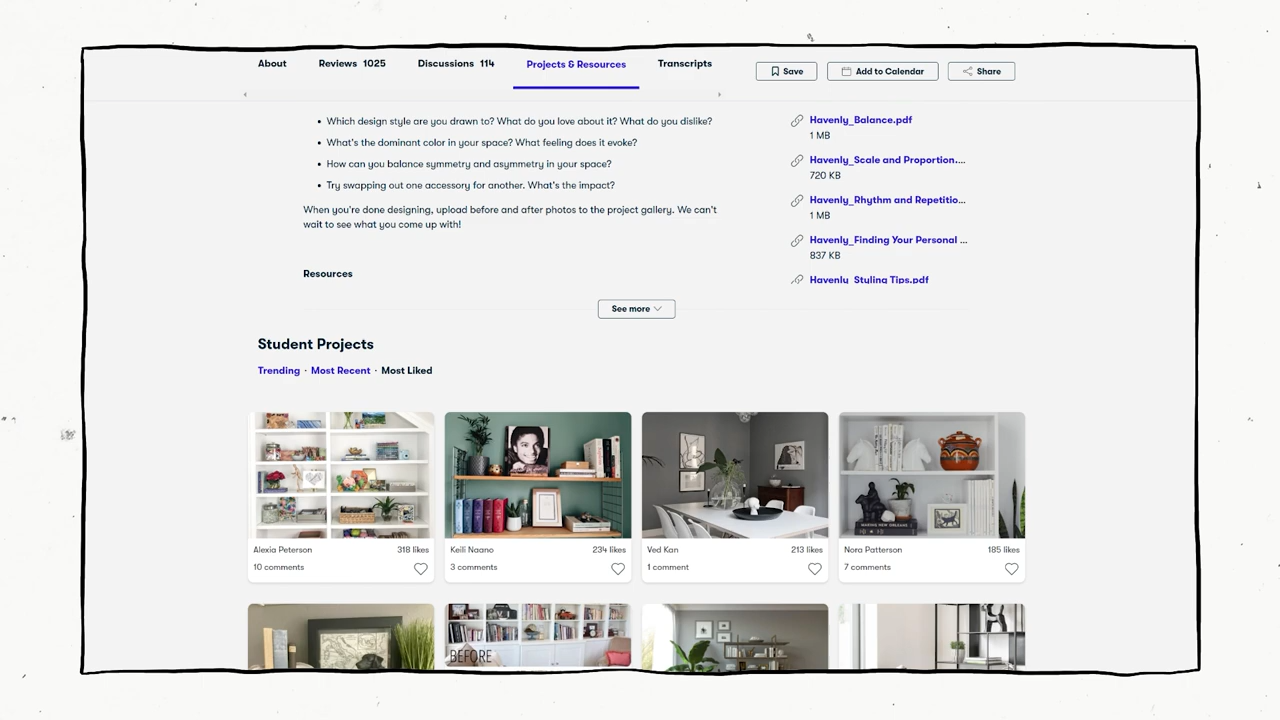 About
Reviews 1025
Discussions 114
Projects & Resources
Transcripts
Save
Add to Calendar
Share
Which design style are you drawn to? What do you love about it? What do you dislike?
What's the dominant color in your space? What feeling does it evoke?
How can you balance symmetry and asymmetry in your space?
Try swapping out one accessory for another. What's the impact?
When you're done designing, upload before and after photos to the project gallery. We can't
wait to see what you come up with!
Resources
Havenly_Balance.pdf
1 MB
Havenly_Scale and Proportion....
720 KB
Havenly_Rhythm and Repetitio...
1 MB
Havenly_Finding Your Personal ...
837 KB
Havenly_Styling Tips.pdf
See more
Student Projects
Trending · Most Recent · Most Liked
Alexia Peterson
318 likes
10 comments
Keili Naano
234 likes
3 comments
Ved Kan
213 likes
1 comment
MARDI NEW ORLEANS
Nora Patterson
185 likes
7 comments
BEFORE